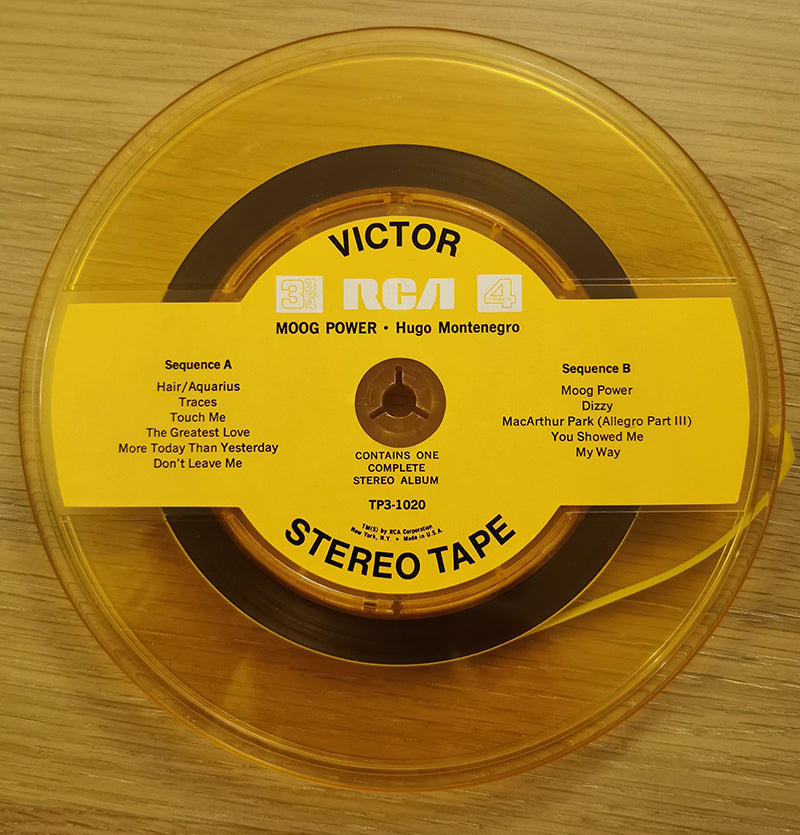 VICTOR
3 3/4 RCA 4 TRACK
MOOG POWER • Hugo Montenegro
Sequence A
Hair/Aquarius
Traces
Touch Me
The Greatest Love
More Today Than Yesterday
Don't Leave Me
Sequence B
Moog Power
Dizzy
MacArthur Park (Allegro Part III)
You Showed Me
My Way
CONTAINS ONE
COMPLETE
STEREO ALBUM
TP3-1020
TM(S) by RCA Corporation
New York, N.Y. • Made in U.S.A.
STEREO TAPE